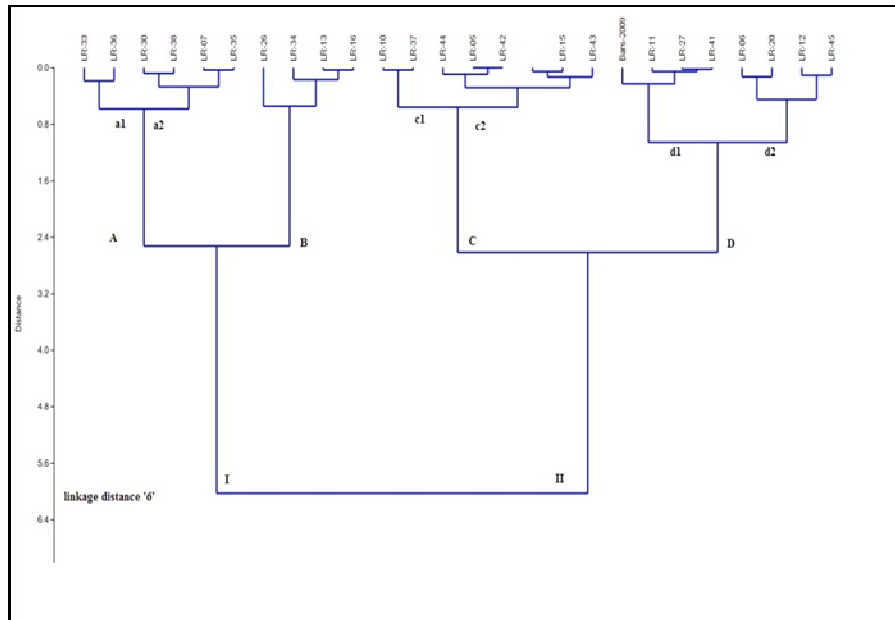 LR-33
LR-36
LR-30
LR-38
LR-07
LR-35
LR-26
LR-34
LR-13
LR-16
LR-10
LR-37
LR-44
LR-05
LR-42
LR-15
LR-43
Bars-2009
LR-11
LR-27
LR-41
LR-06
LR-20
LR-12
LR-45
0.0
0.8
a1 a2 c1 c2
d1 d2
1.6
2.4
A B C D
3.2
Distance
4.0
4.8
5.6
I II
linkage distance '6'
6.4